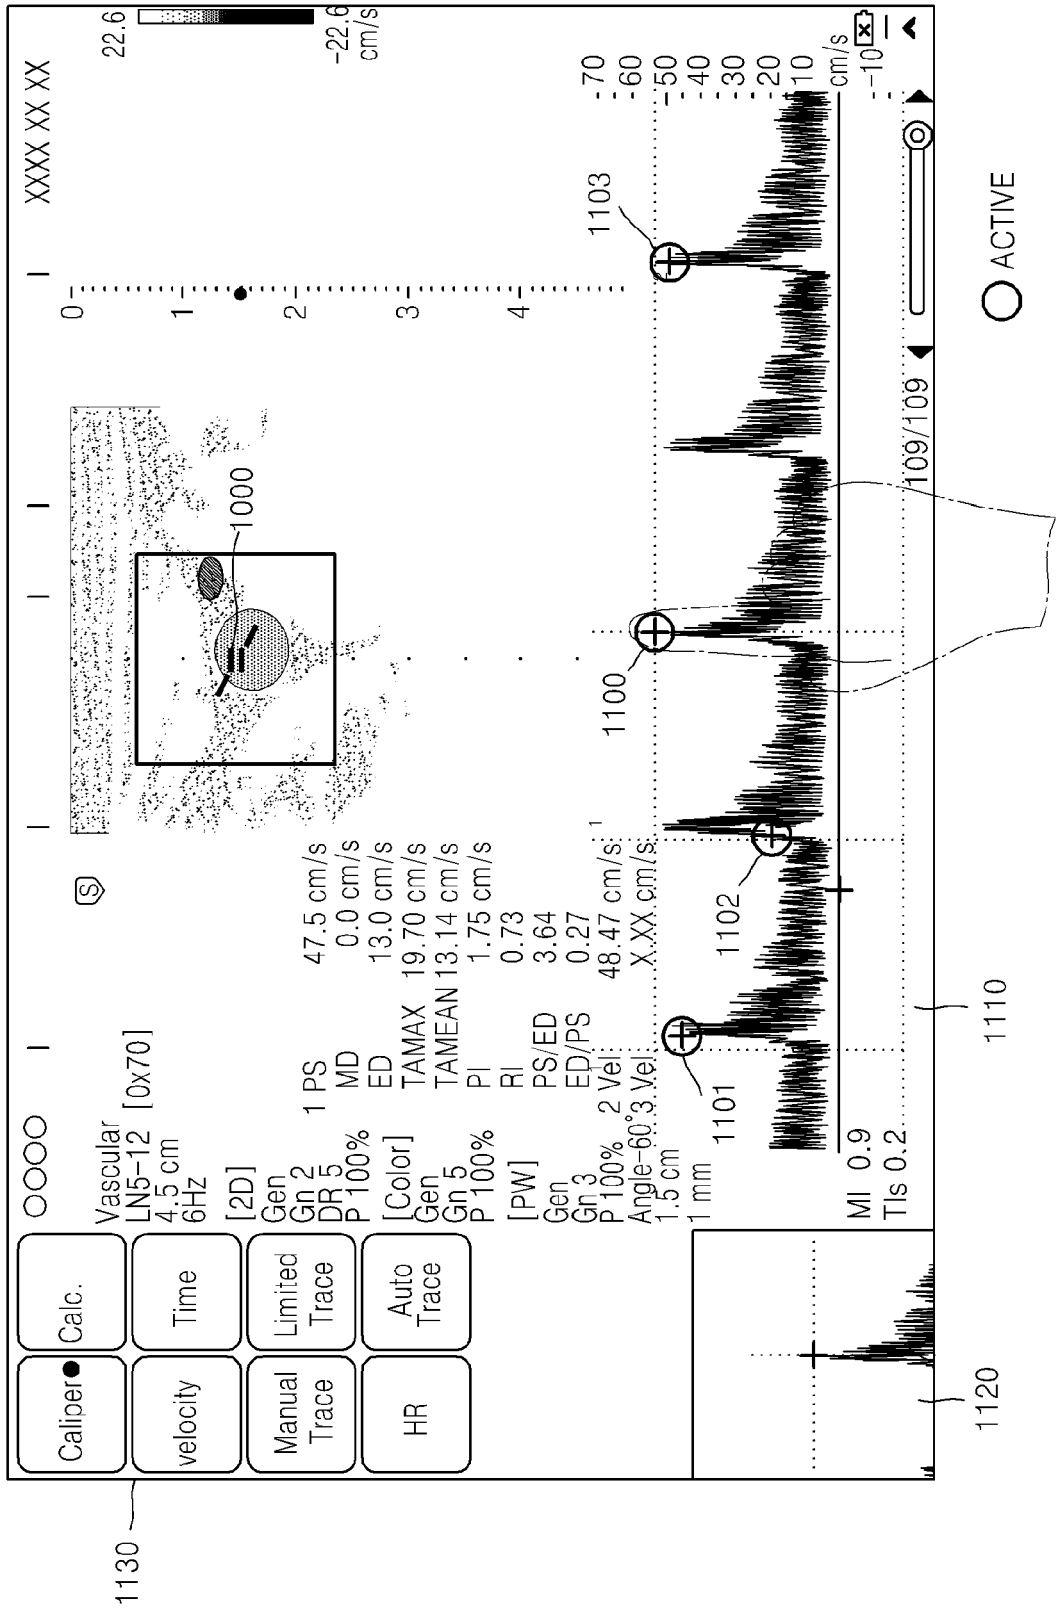 1130
Caliper
Calc.
velocity
Time
Manual Trace
Limited Trace
HR
Auto Trace
1120
OOOO
XXXX XX XX
S
Vascular
LN5-12 [0x70]
4.5 cm
6Hz
[2D]
Gen
Gn 2
DR 5
P 100%
[Color]
Gen
Gn 5
P 100%
[PW]
Gen
Gn 3
P 100%
Angle-60°
1.5 cm
1 mm
1 PS 47.5 cm/s
MD 0.0 cm/s
ED 13.0 cm/s
TAMAX 19.70 cm/s
TAMEAN 13.14 cm/s
PI 1.75 cm/s
RI 0.73
PS/ED 3.64
ED/PS 0.27
2 Vel 48.47 cm/s
3 Vel X.XX cm/s
1
1
MI 0.9
TIs 0.2
22.6
-22.6
cm/s
0
1
2
3
4
1000
1100
1101
1102
1103
1110
-70
-60
-50
-40
-30
-20
-10
cm/s
-10
109/109
ACTIVE